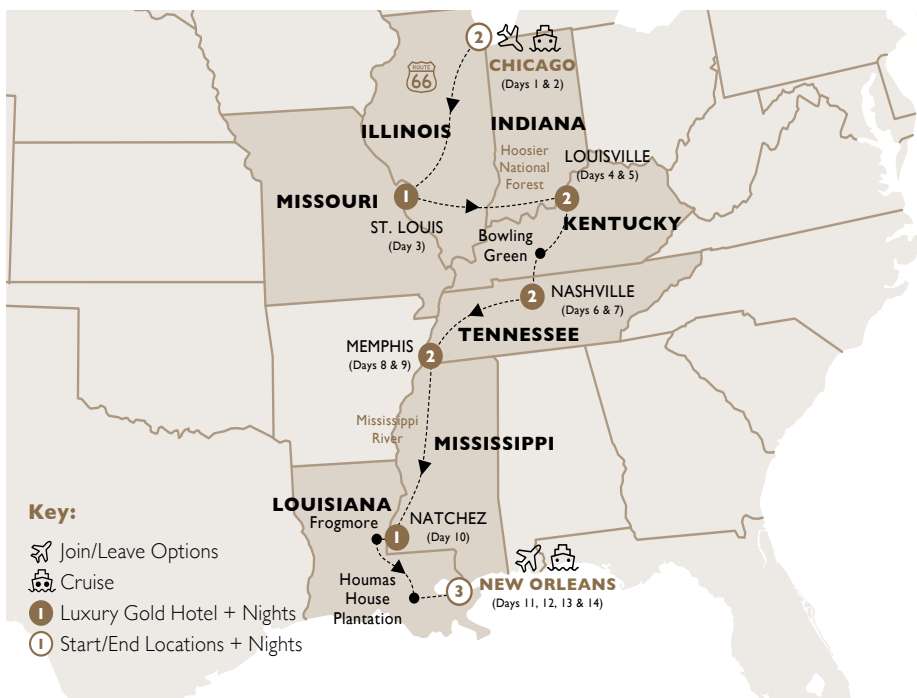 2
CHICAGO
(Days 1 & 2)
ROUTE
66
ILLINOIS
INDIANA
Hoosier
National
Forest
LOUISVILLE
(Days 4 & 5)
MISSOURI
1
2
ST. LOUIS
(Day 3)
KENTUCKY
Bowling
Green
2
NASHVILLE
(Days 6 & 7)
TENNESSEE
MEMPHIS
(Days 8 & 9)
2
Mississippi
River
MISSISSIPPI
LOUISIANA
Frogmore
1
NATCHEZ
(Day 10)
Houmas
House
Plantation
3
NEW ORLEANS
(Days 11, 12, 13 & 14)
Key:
Join/Leave Options
Cruise
1 Luxury Gold Hotel + Nights
1 Start/End Locations + Nights